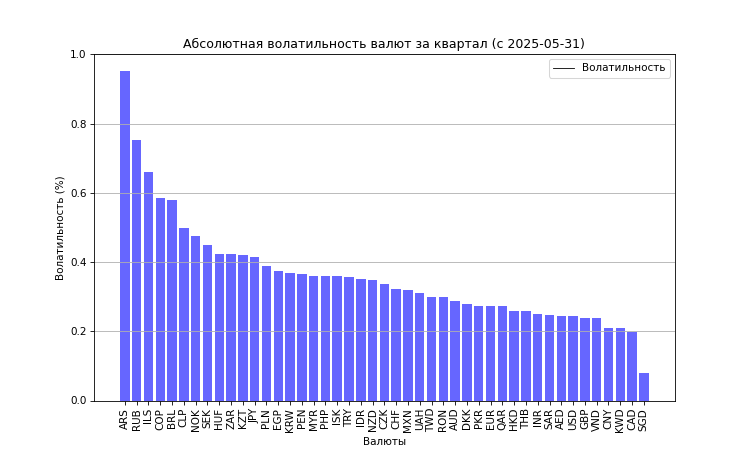 Абсолютная волатильность валют за квартал (с 2025-05-31)
Волатильность
Волатильность (%)
1.0
0.8
0.6
0.4
0.2
0.0
ARS RUB ILS COP BRL CLP NOK SEK HUF ZAR KZT JPY PLN EGP KRW PEN MYR PHP ISK TRY IDR NZD CZK CHF MXN UAH TWD RON AUD DKK PKR EUR QAR HKD THB INR SAR AED USD GBP VND CNY KWD CAD SGD
Валюты